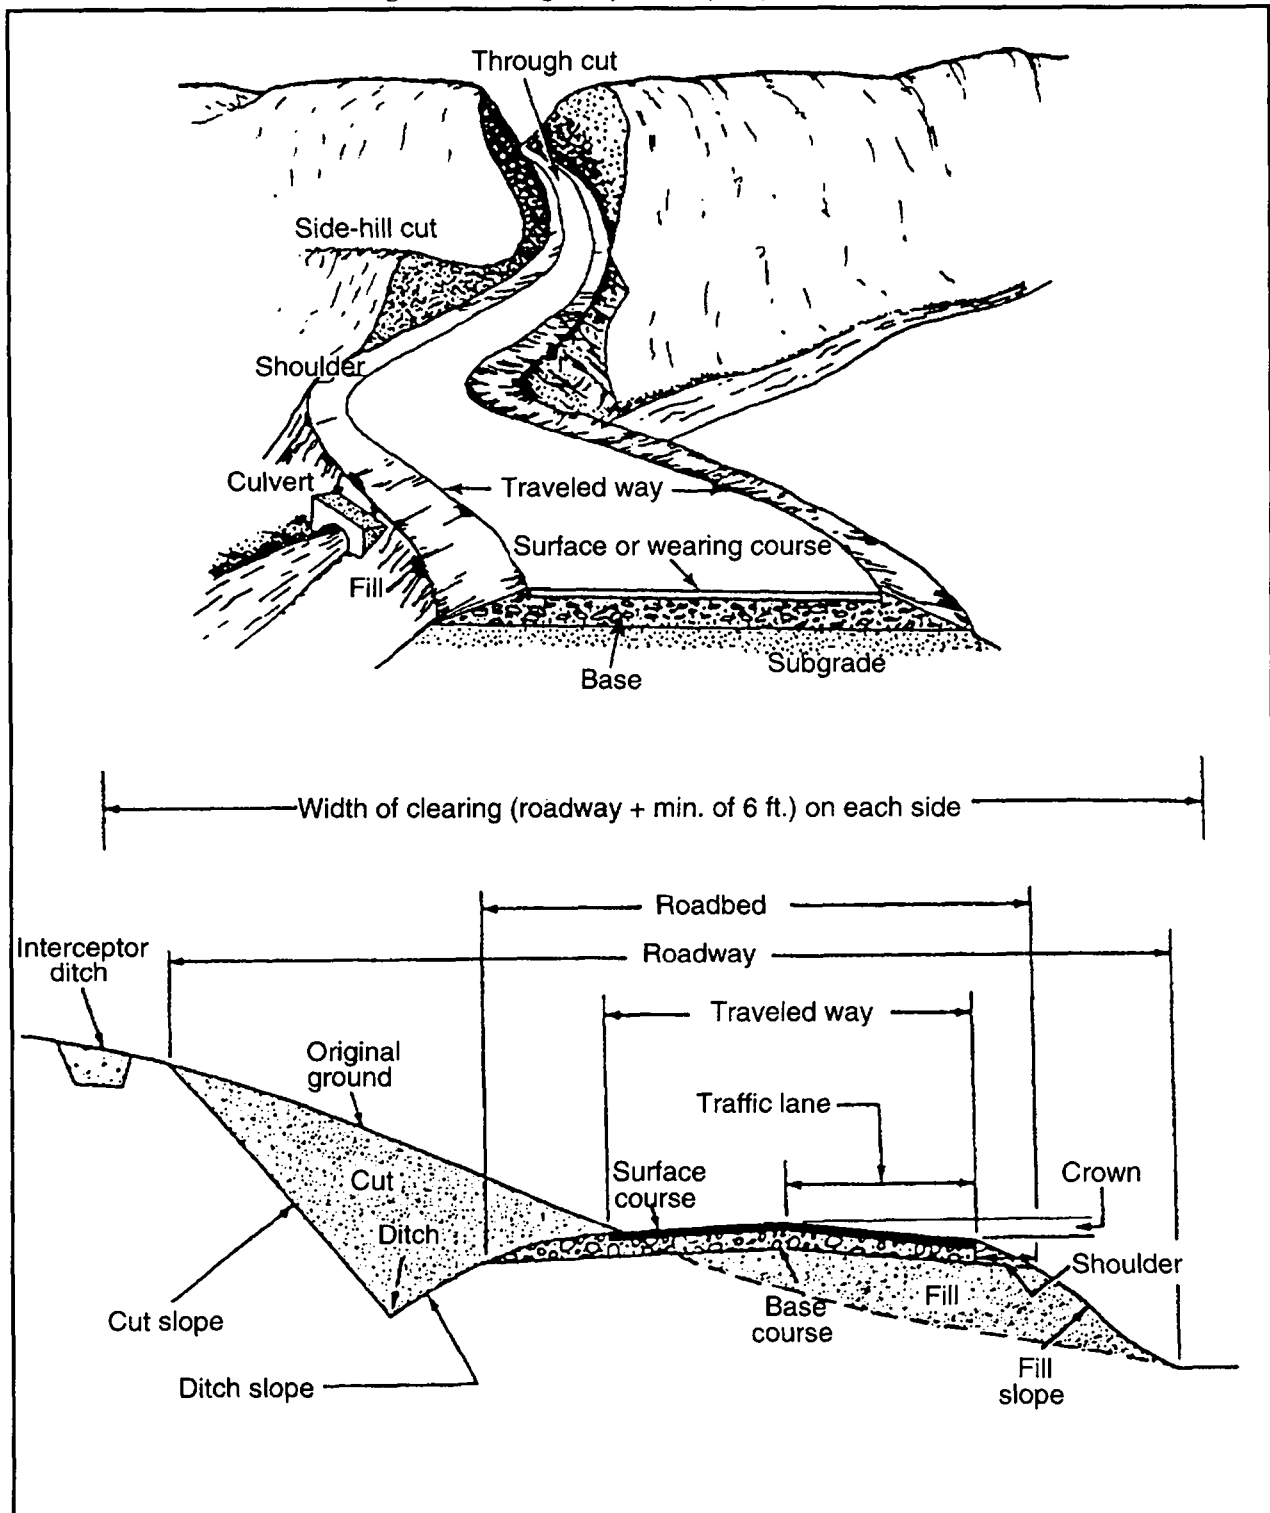 Through cut
Side-hill cut
Shoulder
Culvert
Traveled way
Surface or wearing course
Fill
Subgrade
Base
Width of clearing (roadway + min. of 6 ft.) on each side
Roadbed
Interceptor
ditch
Roadway
Traveled way
Original
ground
Traffic lane
Surface
course
Crown
Cut
Ditch
Shoulder
Fill
Base
course
Cut slope
Fill
slope
Ditch slope